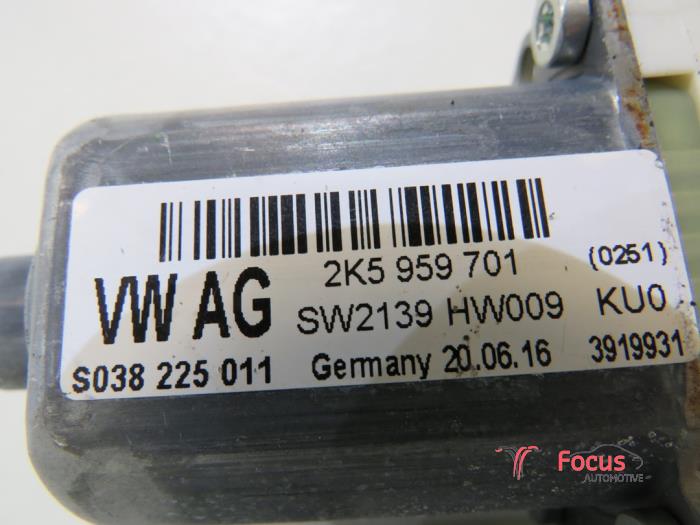 2K5 959 701 (0251)
VW AG SW2139 HW009 KU0
S038 225 011 Germany 20.06.16 3919931
Focus
AUTOMOTIVE